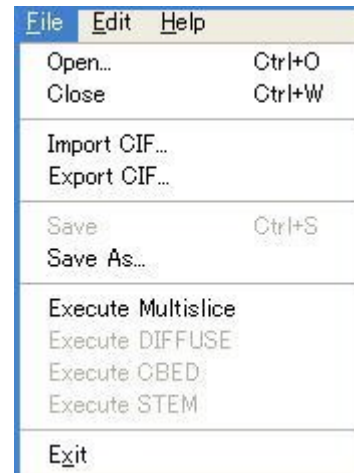 File Edit Help
Open... Ctrl+O
Close Ctrl+W
Import CIF...
Export CIF...
Save Ctrl+S
Save As...
Execute Multislice
Execute DIFFUSE
Execute CBED
Execute STEM
Exit